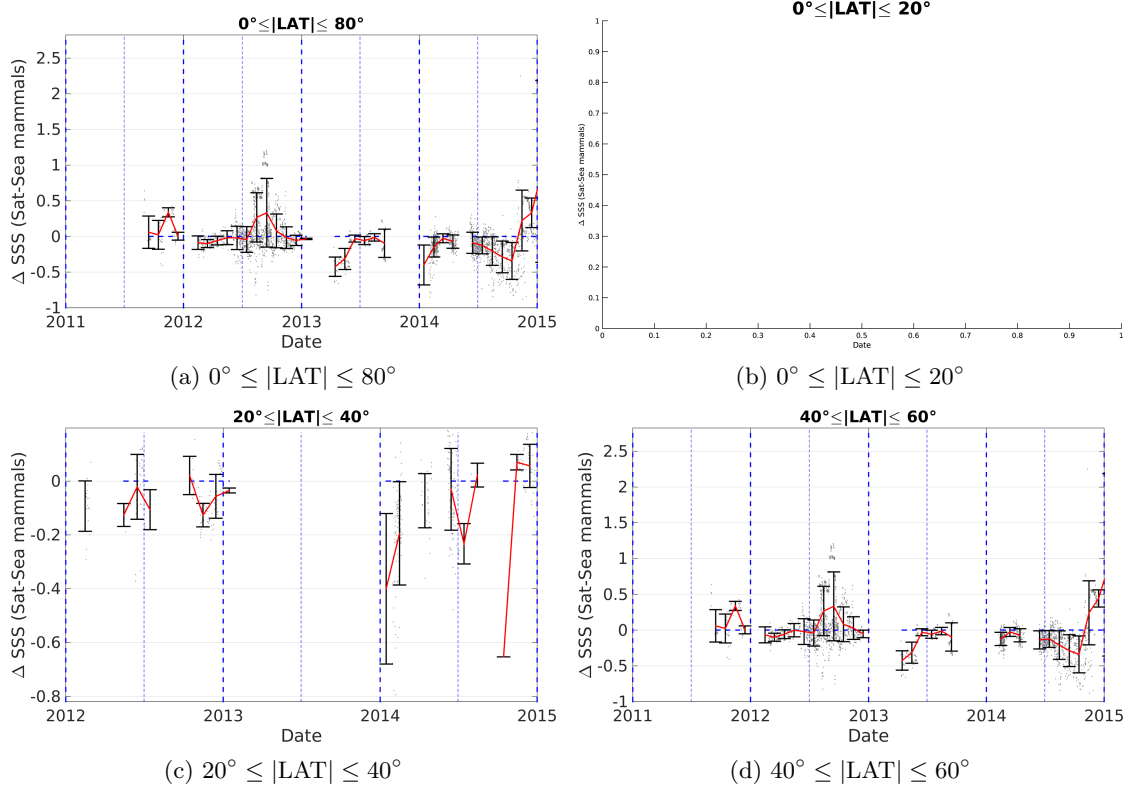 0°≤|LAT|≤ 80°
Δ SSS (Sat-Sea mammals)
2.5
2
1.5
1
0.5
0
-0.5
-1
2011 2012 2013 2014 2015
Date
(a) 0° ≤ |LAT| ≤ 80°
0°≤|LAT|≤ 20°
Δ SSS (Sat-Sea mammals)
1
0.9
0.8
0.7
0.6
0.5
0.4
0.3
0.2
0.1
0
0 0.1 0.2 0.3 0.4 0.5 0.6 0.7 0.8 0.9 1
Date
(b) 0° ≤ |LAT| ≤ 20°
20°≤|LAT|≤ 40°
Δ SSS (Sat-Sea mammals)
0
-0.2
-0.4
-0.6
-0.8
2012 2013 2014 2015
Date
(c) 20° ≤ |LAT| ≤ 40°
40°≤|LAT|≤ 60°
Δ SSS (Sat-Sea mammals)
2.5
2
1.5
1
0.5
0
-0.5
-1
2011 2012 2013 2014 2015
Date
(d) 40° ≤ |LAT| ≤ 60°